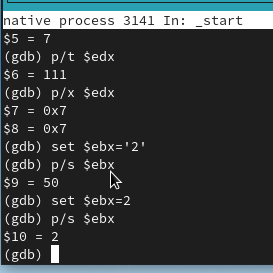 native process 3141 In: _start
$5 = 7
(gdb) p/t $edx
$6 = 111
(gdb) p/x $edx
$7 = 0x7
$8 = 0x7
(gdb) set $ebx='2'
(gdb) p/s $ebx
$9 = 50
(gdb) set $ebx=2
(gdb) p/s $ebx
$10 = 2
(gdb)